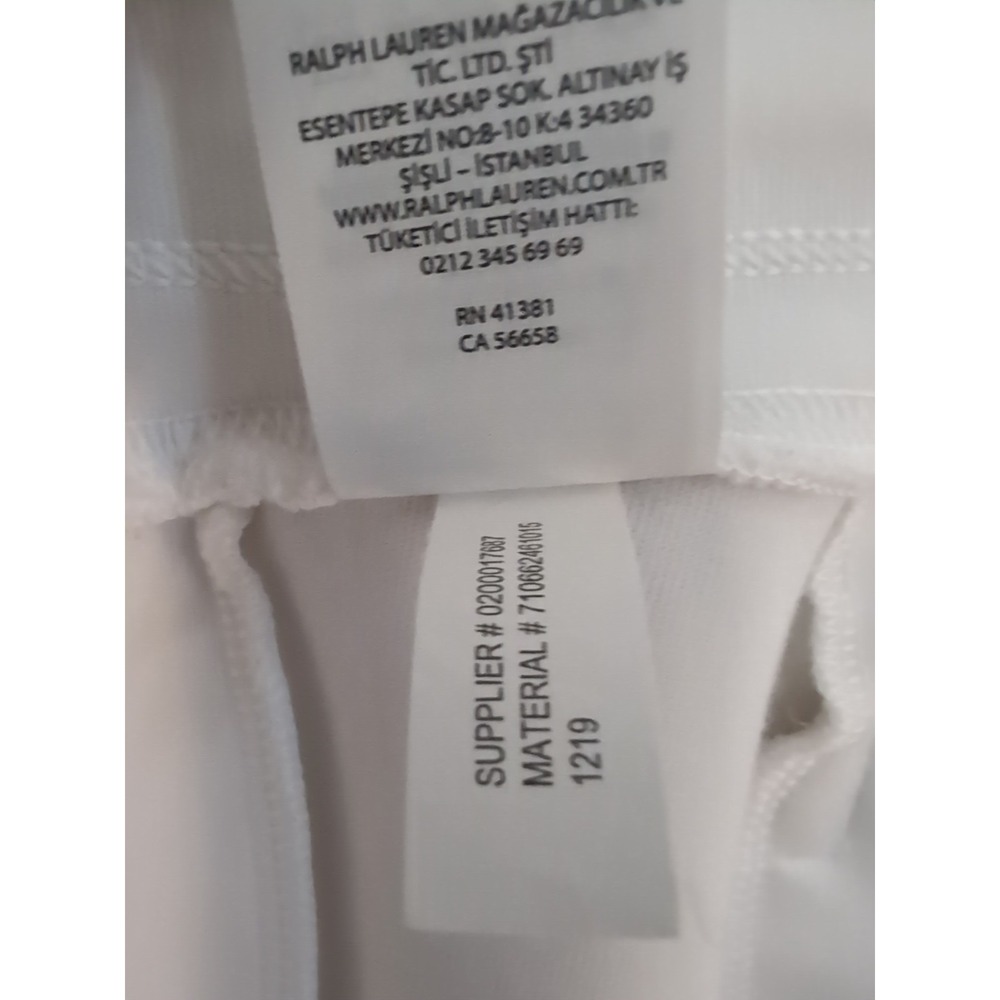 RALPH LAUREN MAĞAZACILIK VE
TİC. LTD. ŞTİ
ESENTEPE KASAP SOK. ALTINAY İŞ
MERKEZİ NO:8-10 K:4 34360
ŞİŞLİ – İSTANBUL
WWW.RALPHLAUREN.COM.TR
TÜKETİCİ İLETİŞİM HATTI:
0212 345 69 69
RN 41381
CA 56658
SUPPLIER # 0200017687
MATERIAL # 710662461015
1219